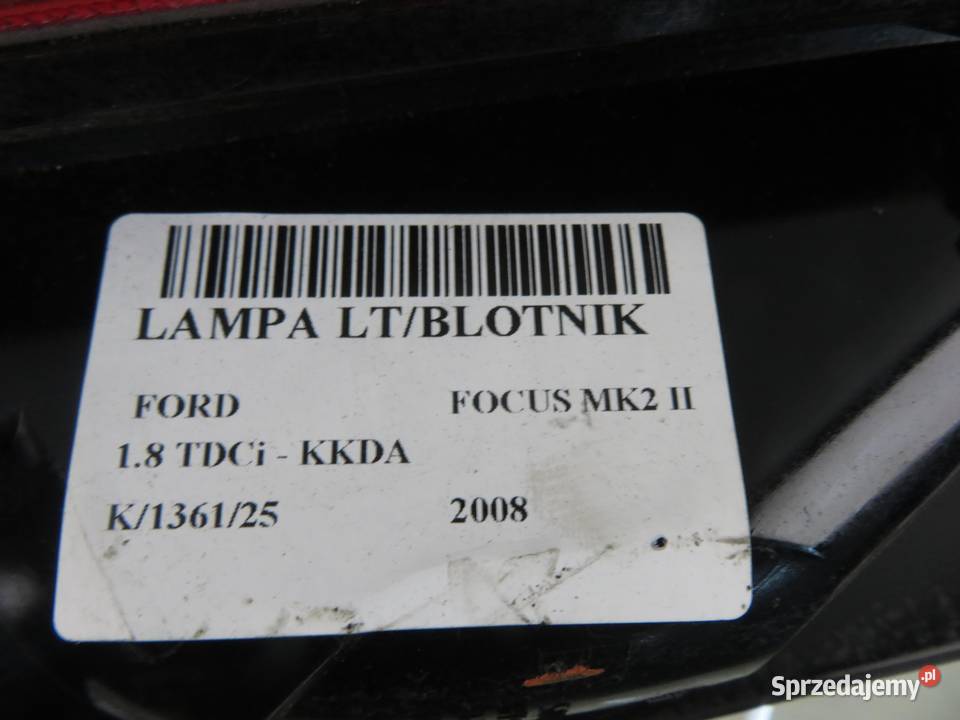 LAMPA LT/BLOTNIK
FORD FOCUS MK2 II
1.8 TDCi - KKDA
K/1361/25 2008
Sprzedajemy.pl